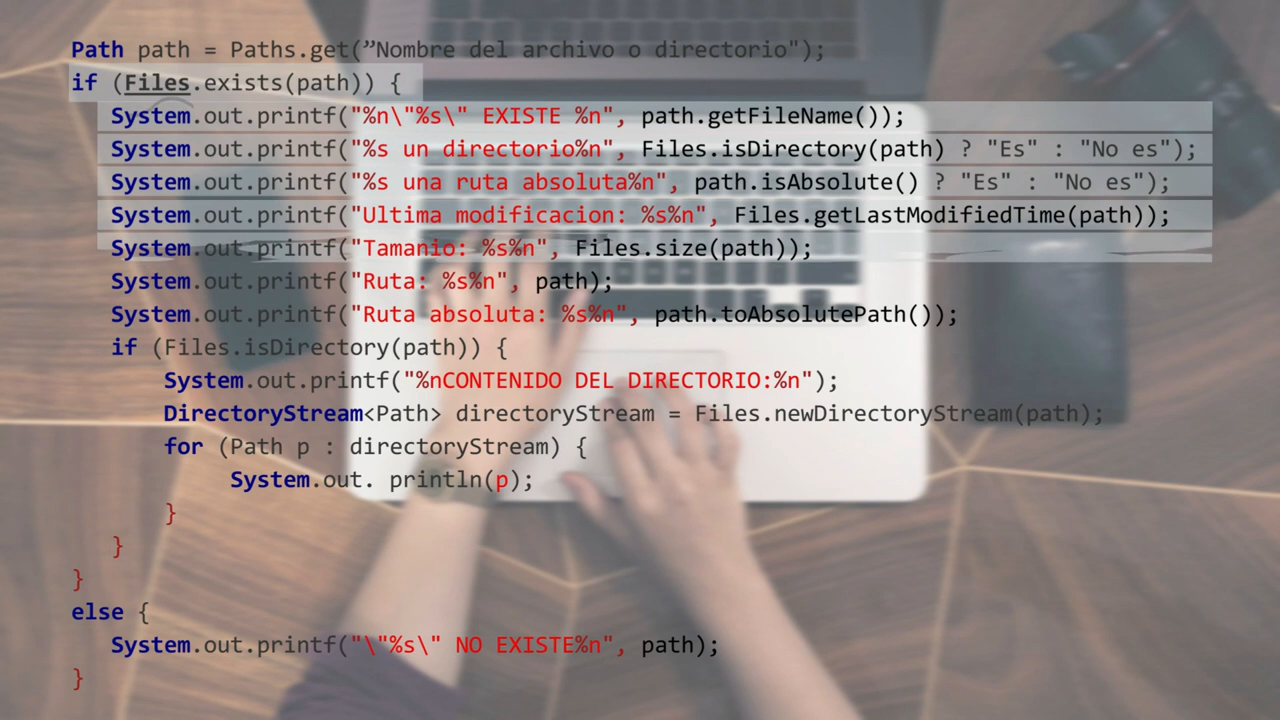 Path path = Paths.get(”Nombre del archivo o directorio");
if (Files.exists(path)) {
System.out.printf("%n\"%s\" EXISTE %n", path.getFileName());
System.out.printf("%s un directorio%n", Files.isDirectory(path) ? "Es" : "No es");
System.out.printf("%s una ruta absoluta%n", path.isAbsolute() ? "Es" : "No es");
System.out.printf("Ultima modificacion: %s%n", Files.getLastModifiedTime(path));
System.out.printf("Tamanio: %s%n", Files.size(path));
System.out.printf("Ruta: %s%n", path);
System.out.printf("Ruta absoluta: %s%n", path.toAbsolutePath());
if (Files.isDirectory(path)) {
System.out.printf("%nCONTENIDO DEL DIRECTORIO:%n");
DirectoryStream<Path> directoryStream = Files.newDirectoryStream(path);
for (Path p : directoryStream) {
System.out. println(p);
}
}
}
else {
System.out.printf("\"%s\" NO EXISTE%n", path);
}